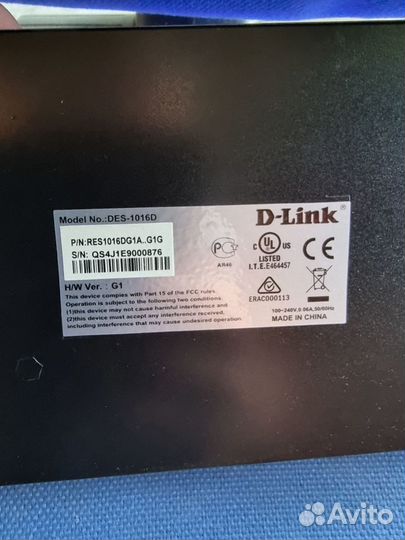 Model No.:DES-1016D
D-Link
P/N:RES1016DG1A..G1G
S/N: QS4J1E9000876
H/W Ver. : G1
This device complies with Part 15 of the FCC rules.
Operation is subject to the following two conditions.
(1)this device may not cause harmful interference and
(2)this device must accept any interference received,
including interference that may cause undesired operation.
AR46
c UL US
LISTED
I.T.E.E464457
CE
ERAC000113
100~240V,0.06A,50/60Hz
MADE IN CHINA
Avito